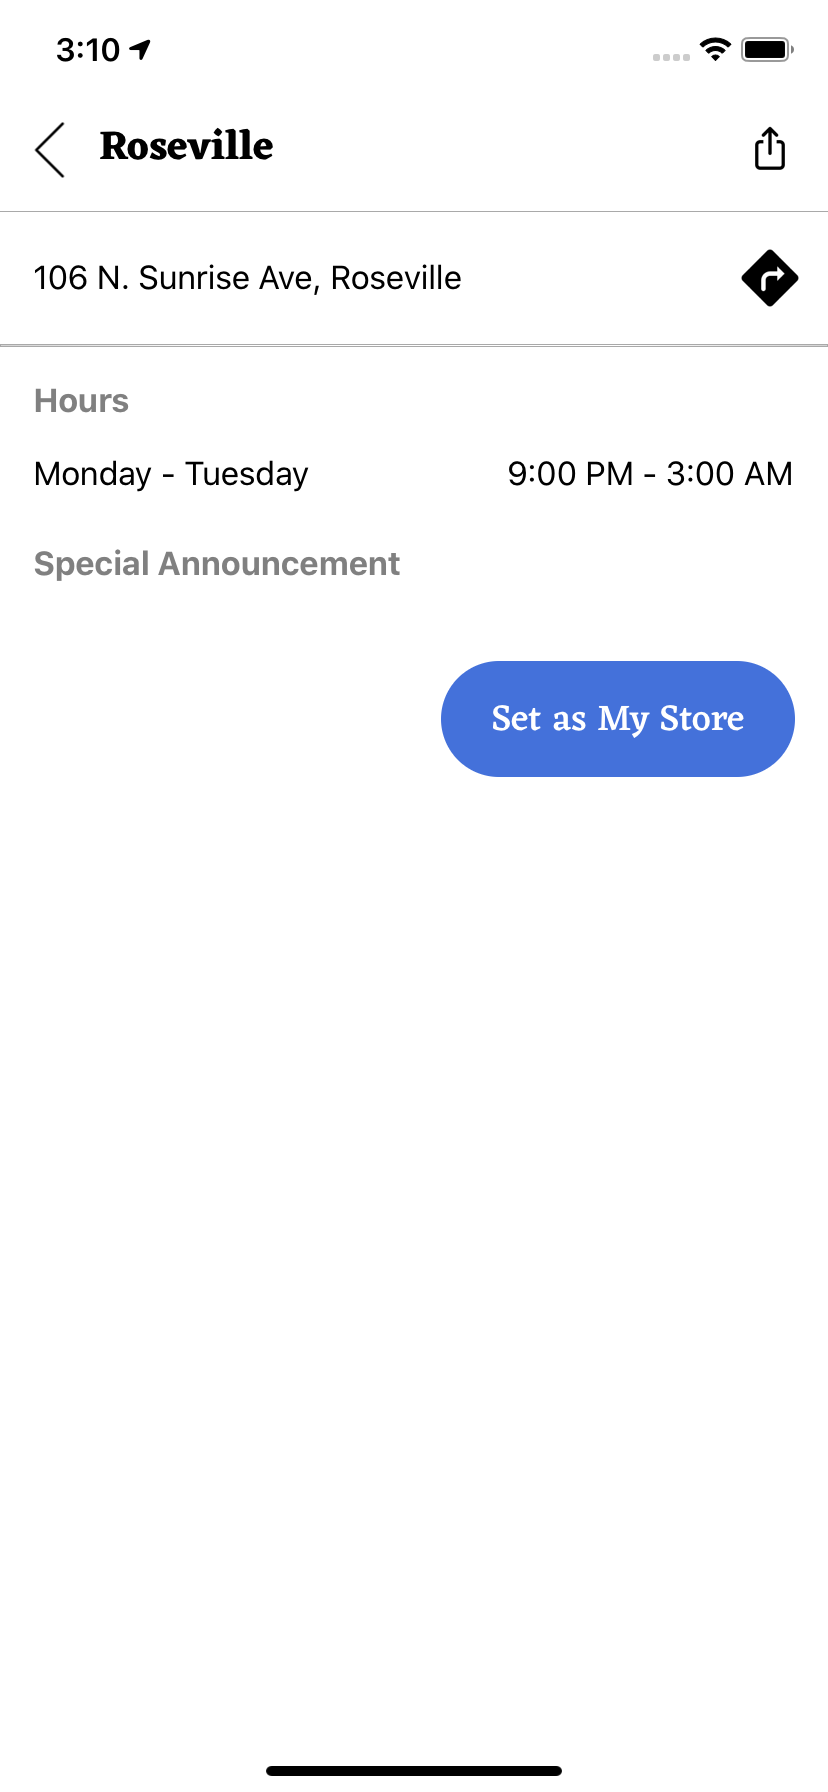 3:10
Roseville
106 N. Sunrise Ave, Roseville
Hours
Monday - Tuesday 9:00 PM - 3:00 AM
Special Announcement
Set as My Store